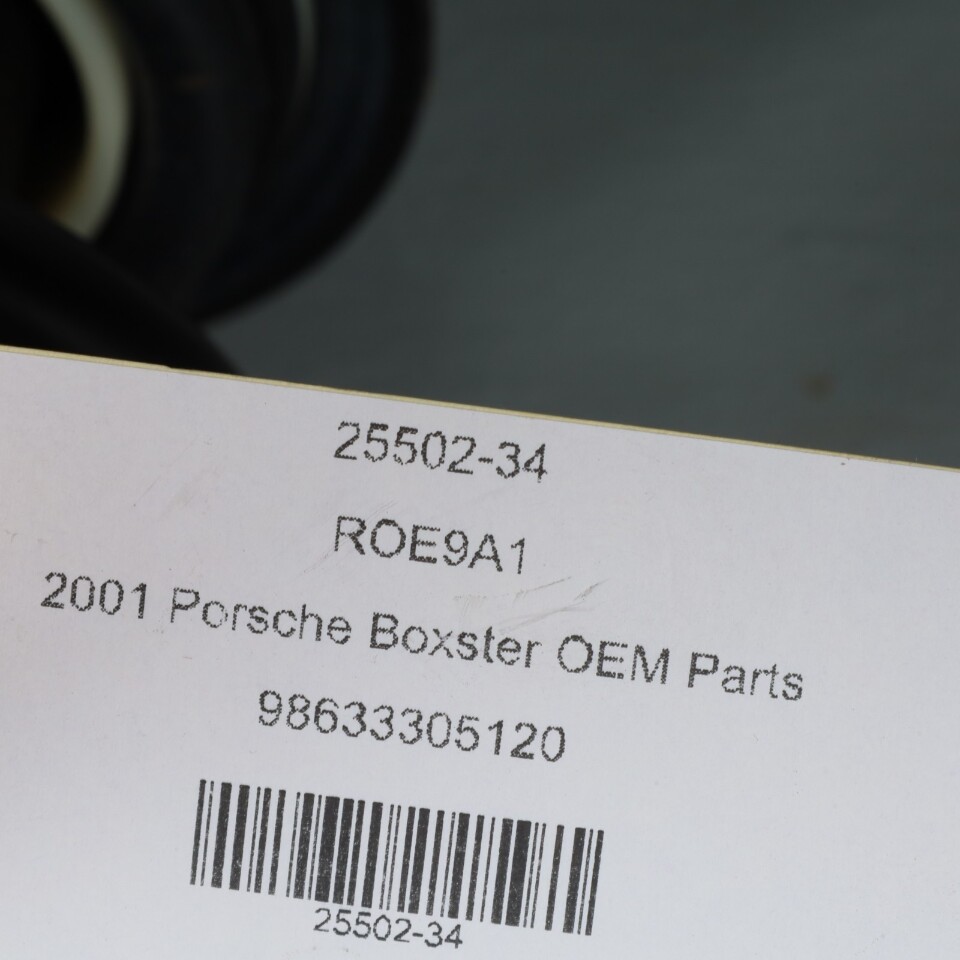 25502-34
ROE9A1
2001 Porsche Boxster OEM Parts
98633305120
25502-34